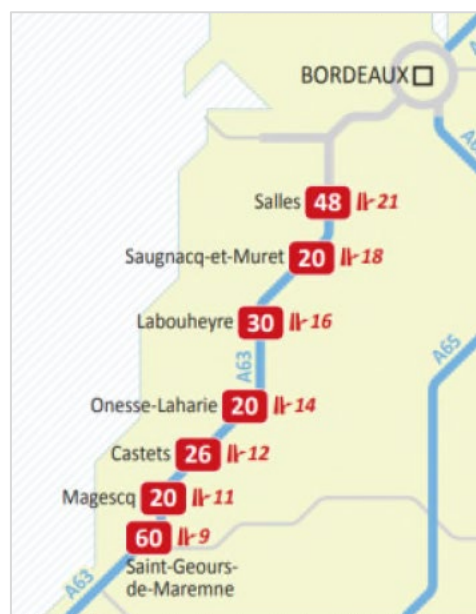 BORDEAUX
Salles 48 21
Saugnacq-et-Muret 20 18
Labouheyre 30 16
A63
A65
Onesse-Laharie 20 14
Castets 26 12
Magescq 20 11
60 9
Saint-Geours-
de-Maremne
A63